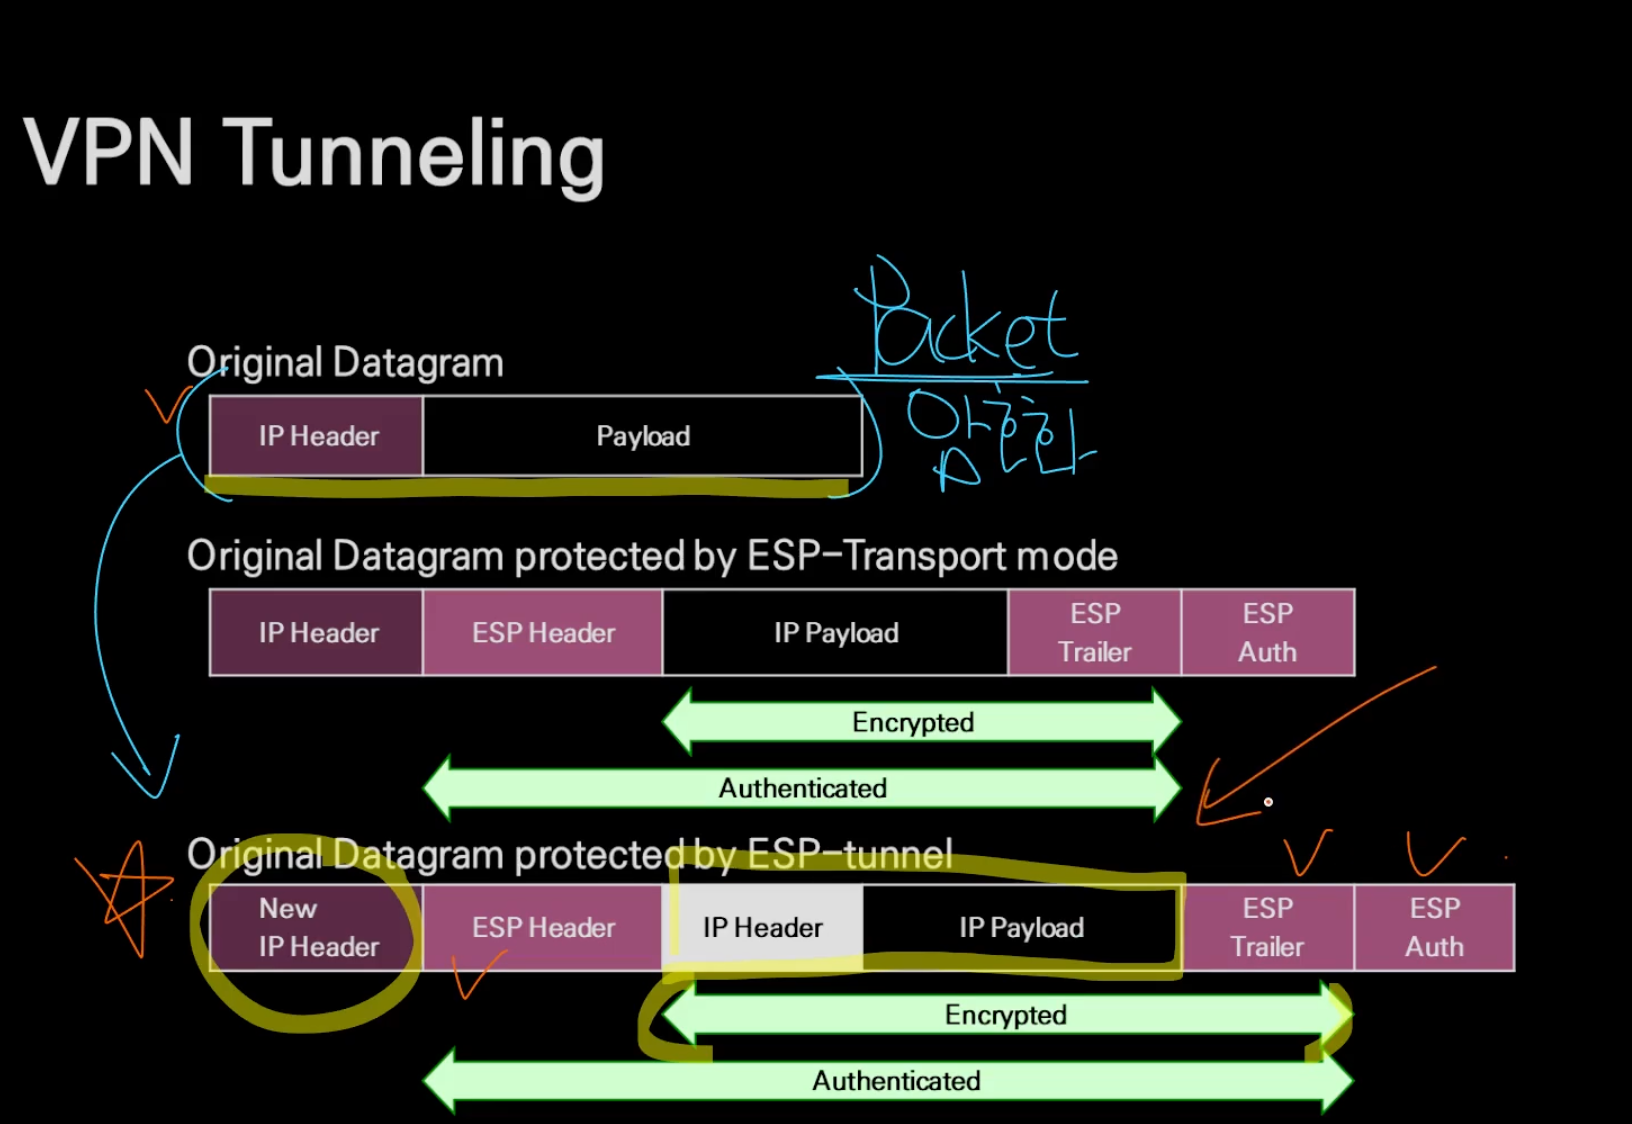 VPN Tunneling
Packet
암호화
Original Datagram
IP Header Payload
Original Datagram protected by ESP-Transport mode
IP Header ESP Header IP Payload ESP Trailer ESP Auth
Encrypted
Authenticated
Original Datagram protected by ESP-tunnel
New IP Header ESP Header IP Header IP Payload ESP Trailer ESP Auth
Encrypted
Authenticated